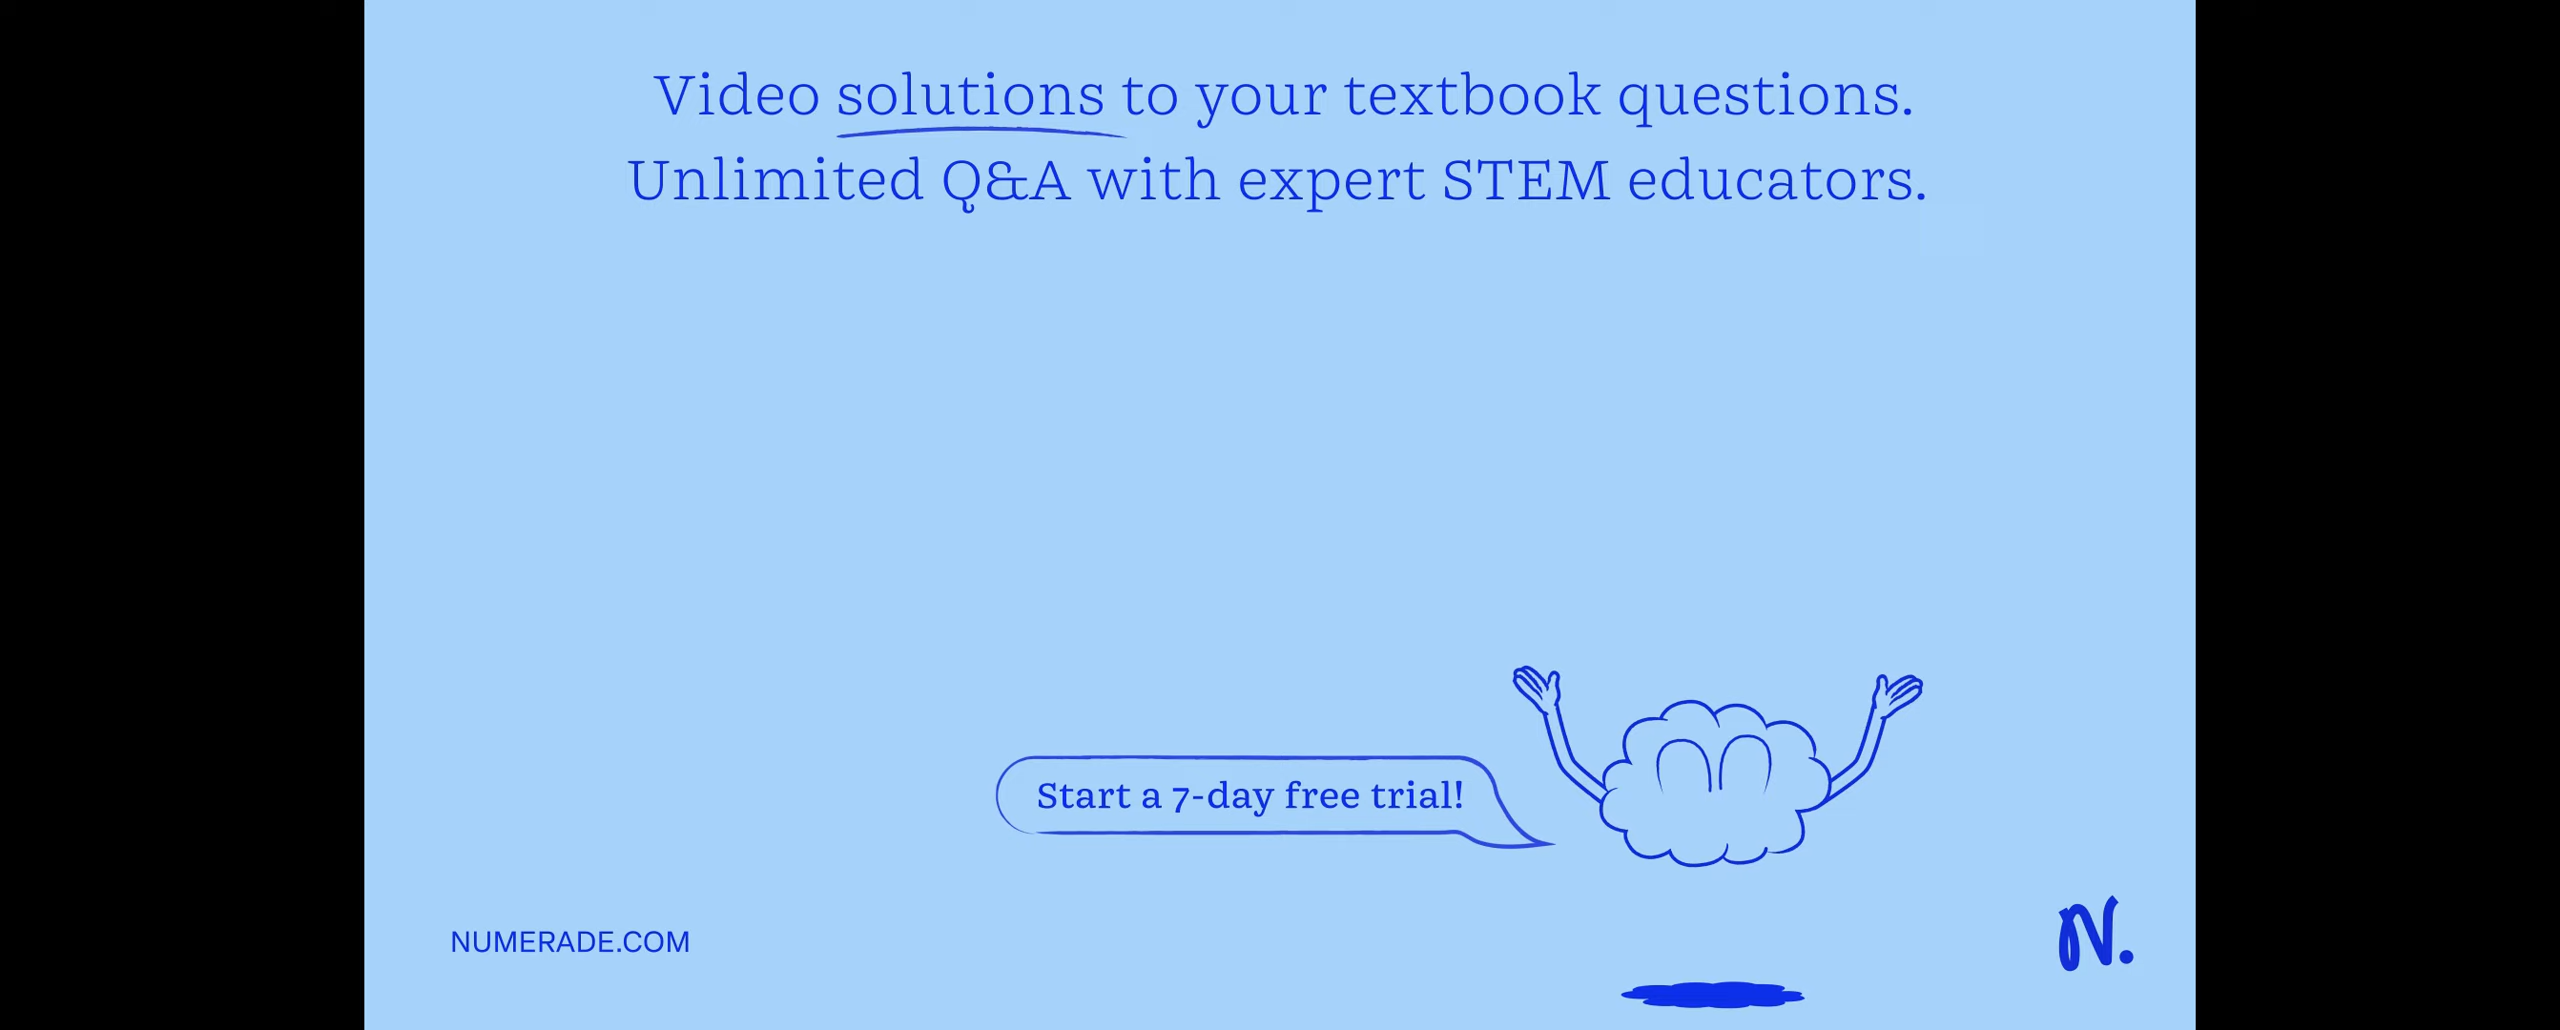 Video solutions to your textbook questions.
Unlimited Q&A with expert STEM educators.
Start a 7-day free trial!
NUMERADE.COM
N.